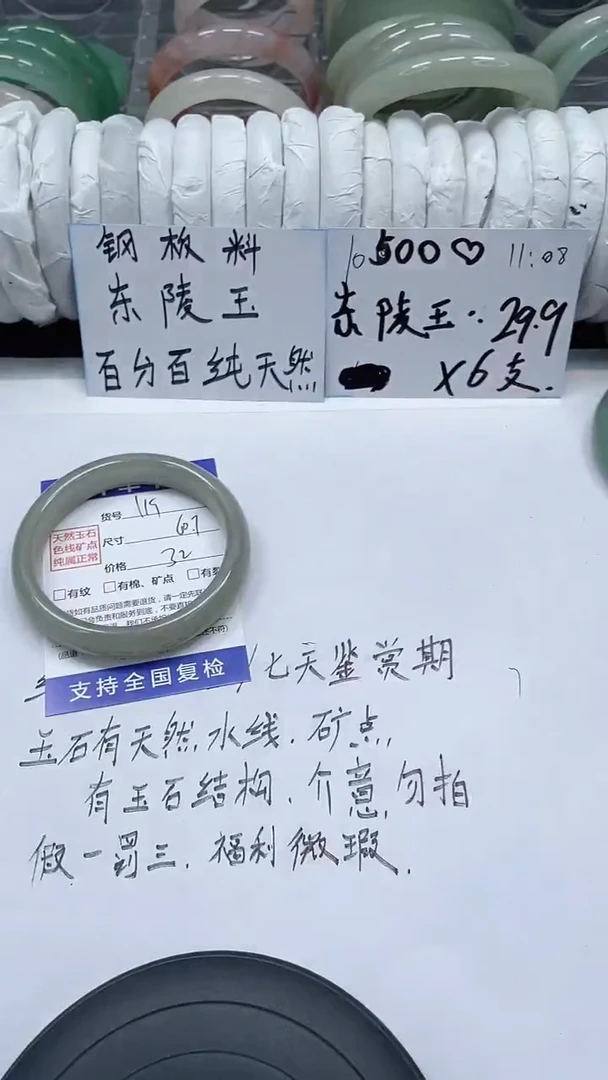 钢板料
东陵玉
百分百纯天然
500♡ 11:08
东陵玉..29.9
x6支.
货号 119
天然玉石
色线矿点
纯属正常
尺寸
价格 32
□有纹 □有棉、矿点 □有
支持全国复检
/七天鉴赏期
玉石有天然水线.矿点,
有玉石结构.介意勿拍
假一罚三.福利微瑕.